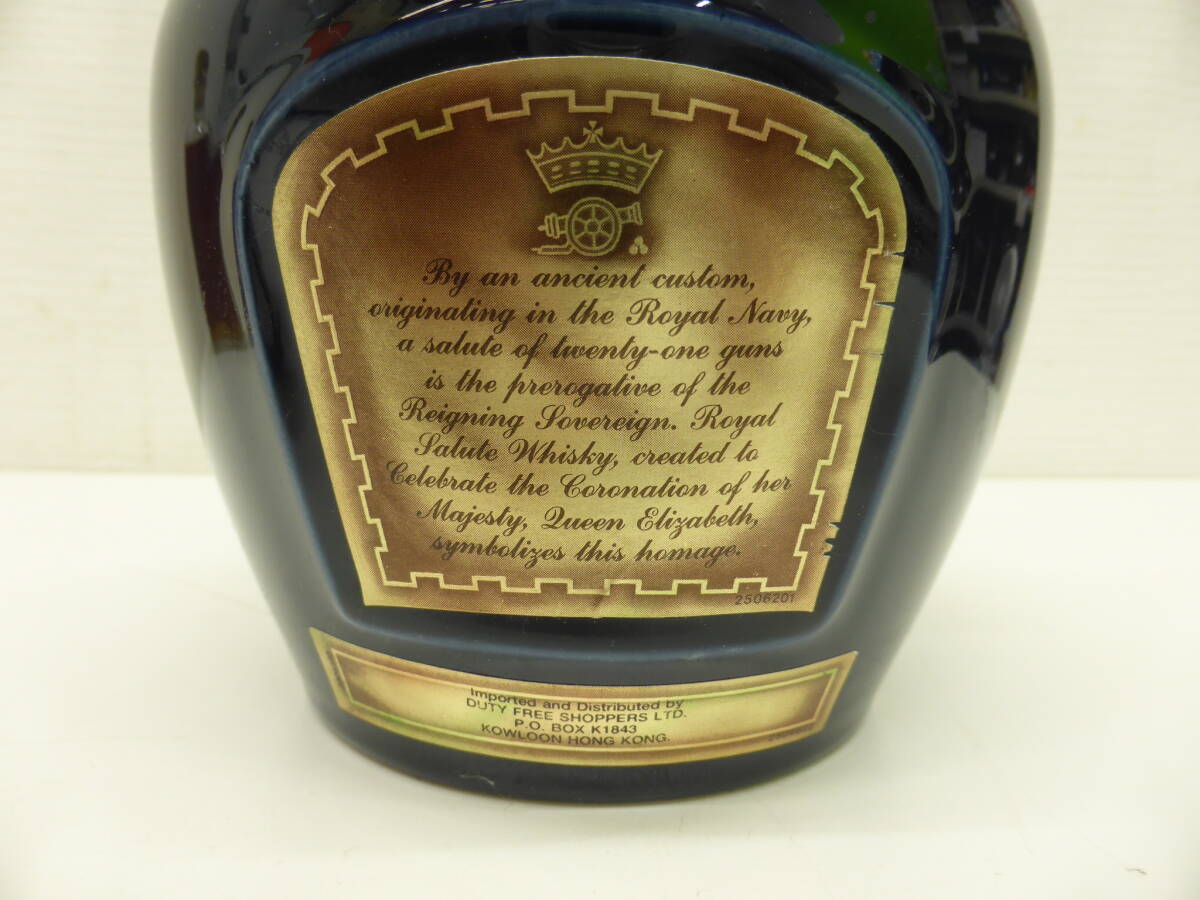 By an ancient custom,
originating in the Royal Navy,
a salute of twenty-one guns
is the prerogative of the
Reigning Sovereign. Royal
Salute Whisky, created to
Celebrate the Coronation of her
Majesty, Queen Elizabeth,
symbolizes this homage.
2506201
Imported and Distributed by
DUTY FREE SHOPPERS LTD.
P.O. BOX K1843
KOWLOON HONG KONG.